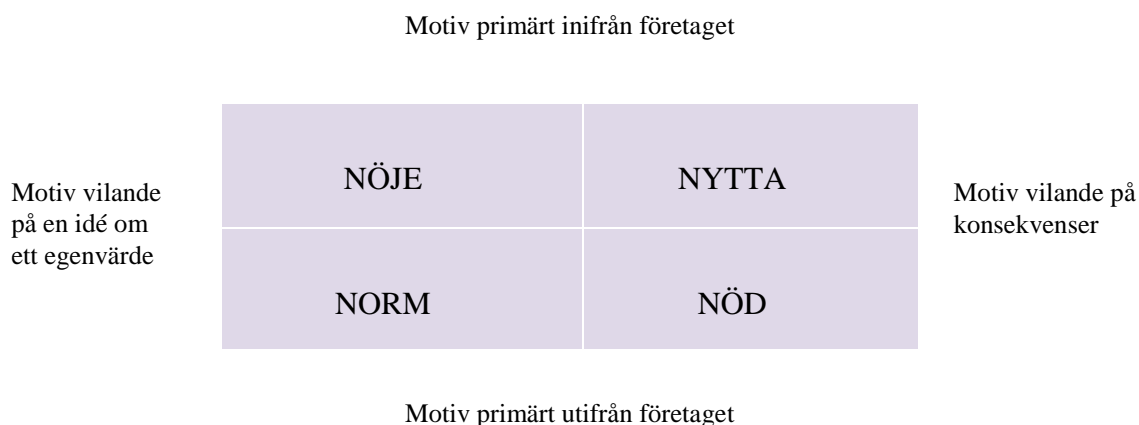 Motiv primärt inifrån företaget
NÖJE
NYTTA
Motiv vilande
på en idé om
ett egenvärde
Motiv vilande på
konsekvenser
NORM
NÖD
Motiv primärt utifrån företaget